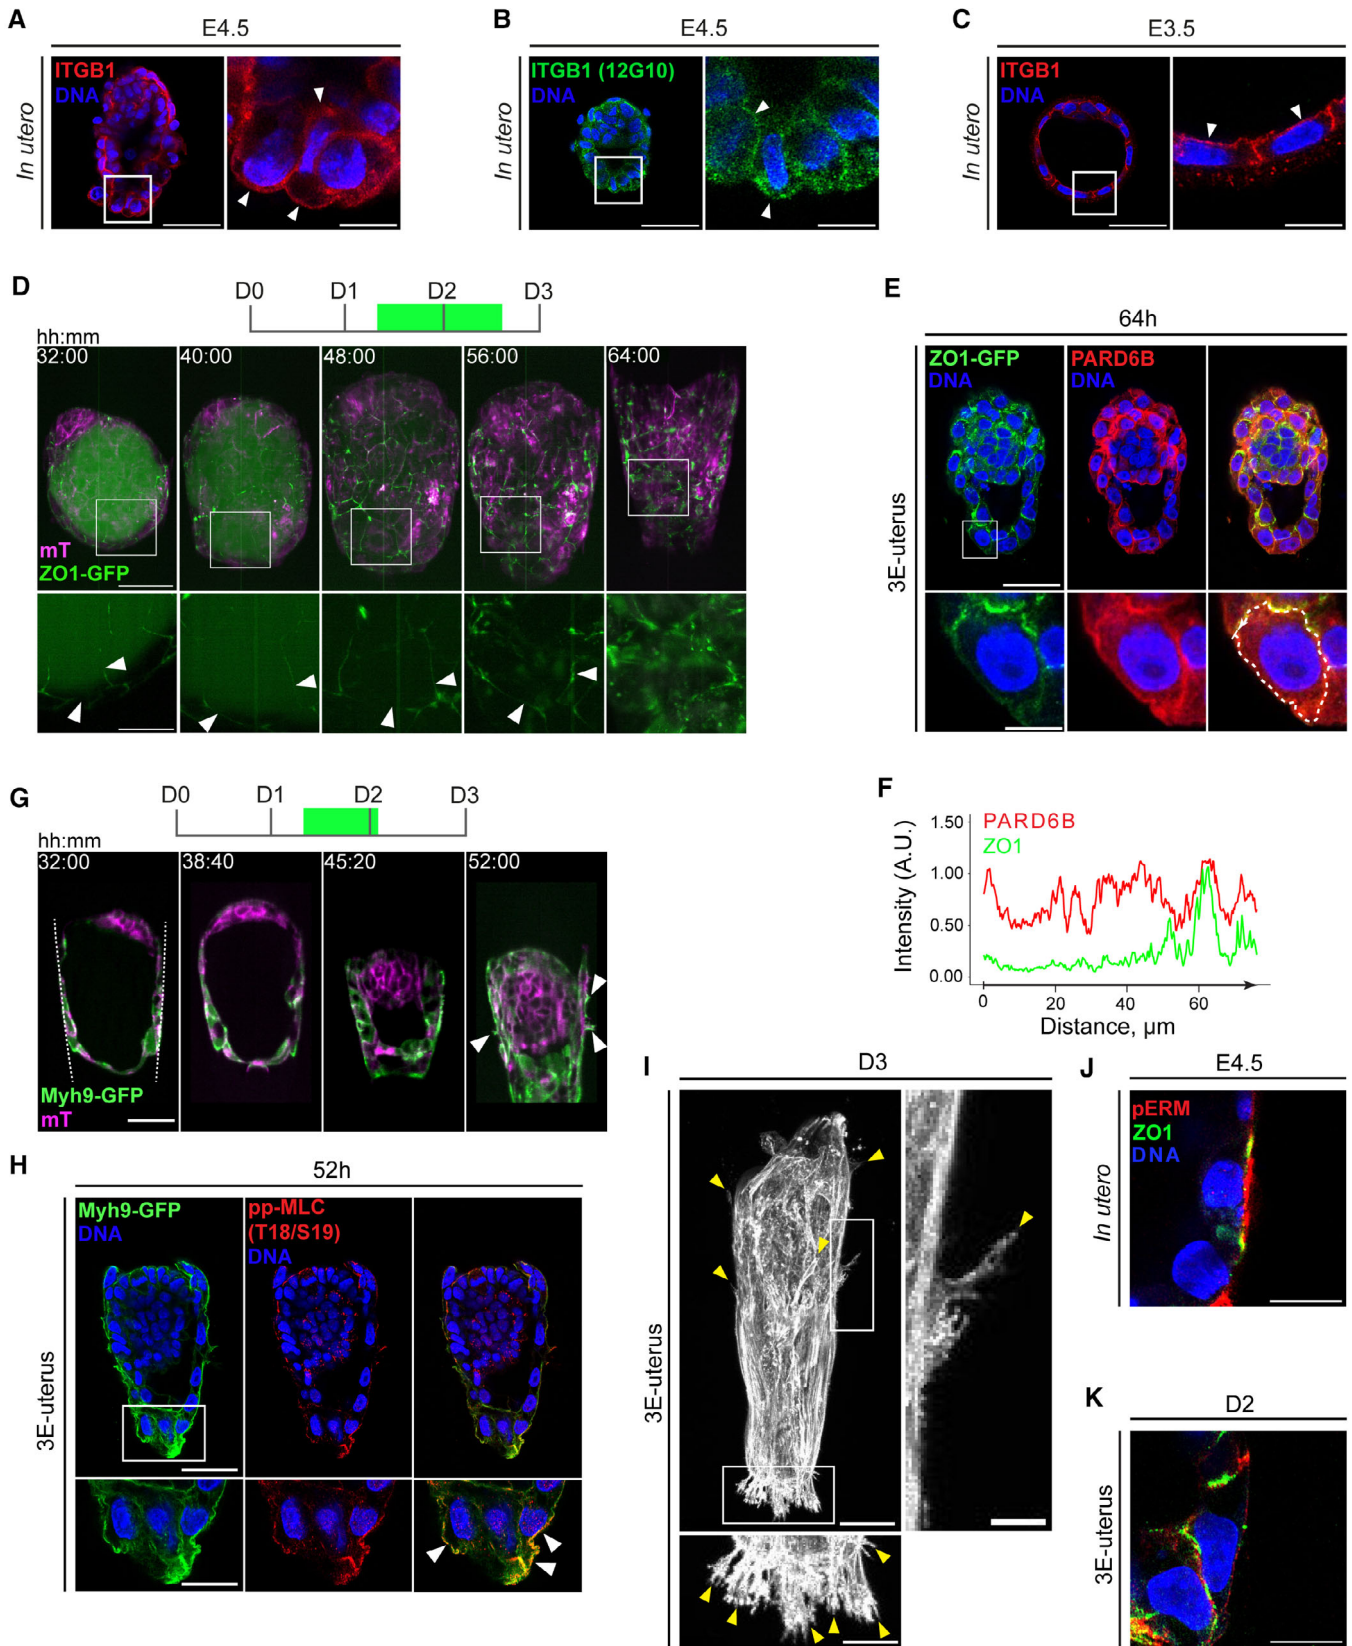 A
E4.5
In utero
ITGB1
DNA
B
E4.5
In utero
ITGB1 (12G10)
DNA
C
E3.5
In utero
ITGB1
DNA
D
D0 D1 D2 D3
hh:mm
32:00 40:00 48:00 56:00 64:00
mT
ZO1-GFP
E
64h
3E-uterus
ZO1-GFP
DNA
PARD6B
DNA
F
PARD6B
ZO1
Intensity (A.U.)
1.50
1.00
0.50
0.00
0 20 40 60
Distance, µm
G
D0 D1 D2 D3
hh:mm
32:00 38:40 45:20 52:00
Myh9-GFP
mT
H
52h
3E-uterus
Myh9-GFP
DNA
pp-MLC
(T18/S19)
DNA
I
D3
3E-uterus
J
E4.5
In utero
pERM
ZO1
DNA
K
D2
3E-uterus